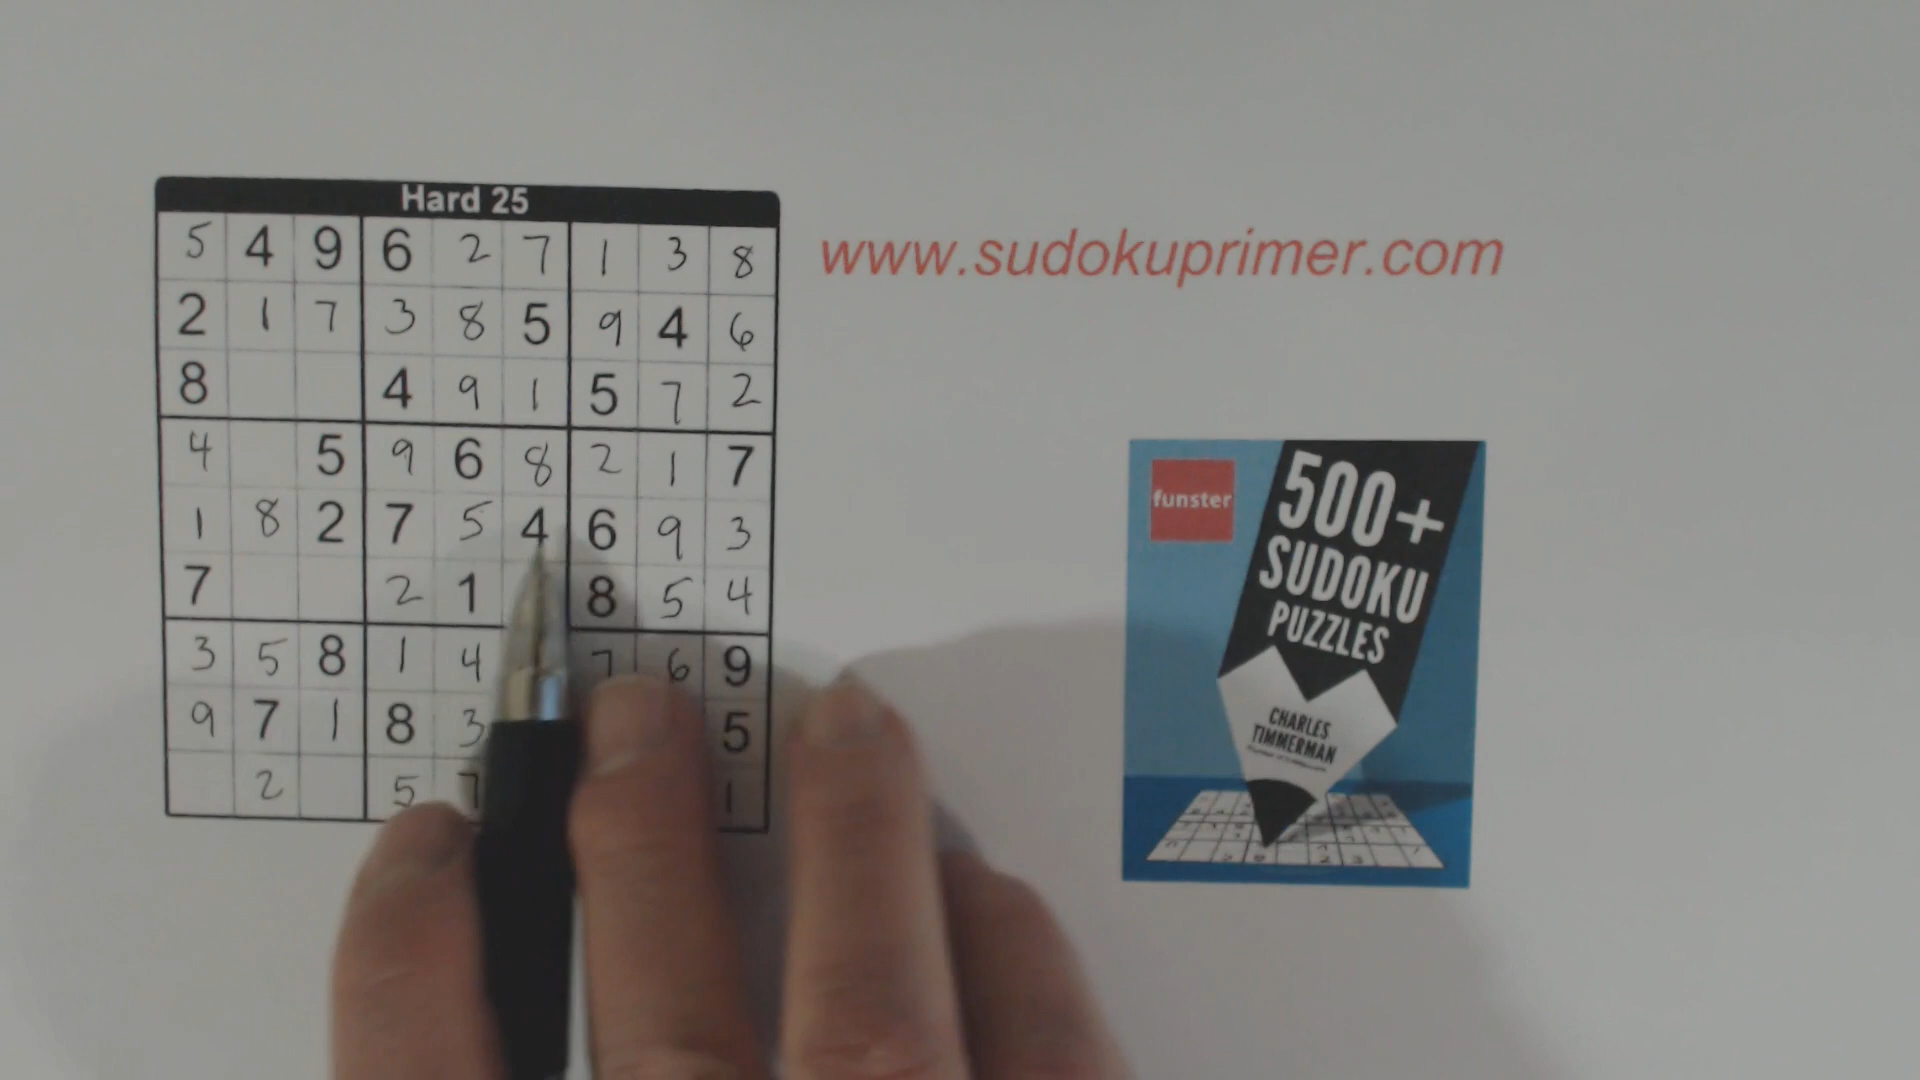 Hard 25
5 4 9 6 2 7 1 3 8
2 1 7 3 8 5 9 4 6
8 4 9 1 5 7 2
4 5 9 6 8 2 1 7
1 8 2 7 5 4 6 9 3
7 2 1 8 5 4
3 5 8 1 4 7 6 9
9 7 1 8 3 5
2 5 7 1
www.sudokuprimer.com
funster
500+
SUDOKU
PUZZLES
CHARLES
TIMMERMAN